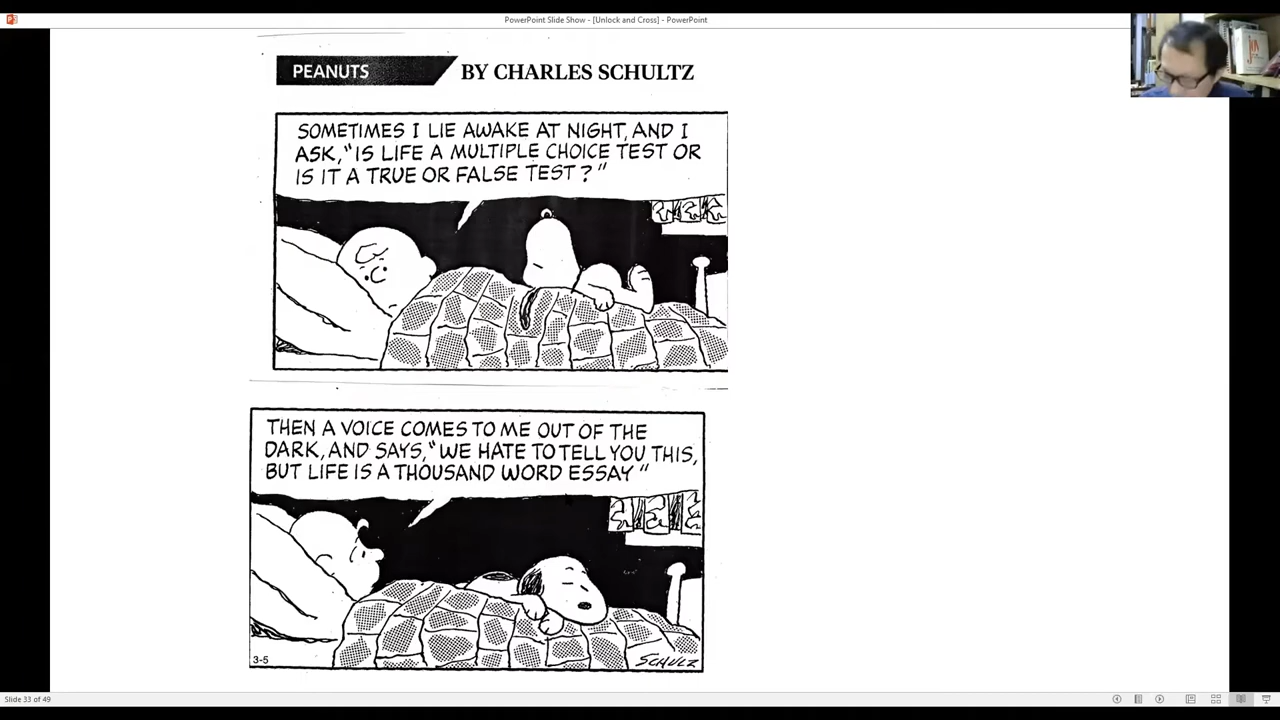 PowerPoint Slide Show - [Unlock and Cross] - PowerPoint
PEANUTS
BY CHARLES SCHULTZ
SOMETIMES I LIE AWAKE AT NIGHT, AND I
ASK, "IS LIFE A MULTIPLE CHOICE TEST OR
IS IT A TRUE OR FALSE TEST?"
THEN A VOICE COMES TO ME OUT OF THE
DARK, AND SAYS, "WE HATE TO TELL YOU THIS,
BUT LIFE IS A THOUSAND WORD ESSAY"
3-5
SCHULZ
Slide 33 of 49